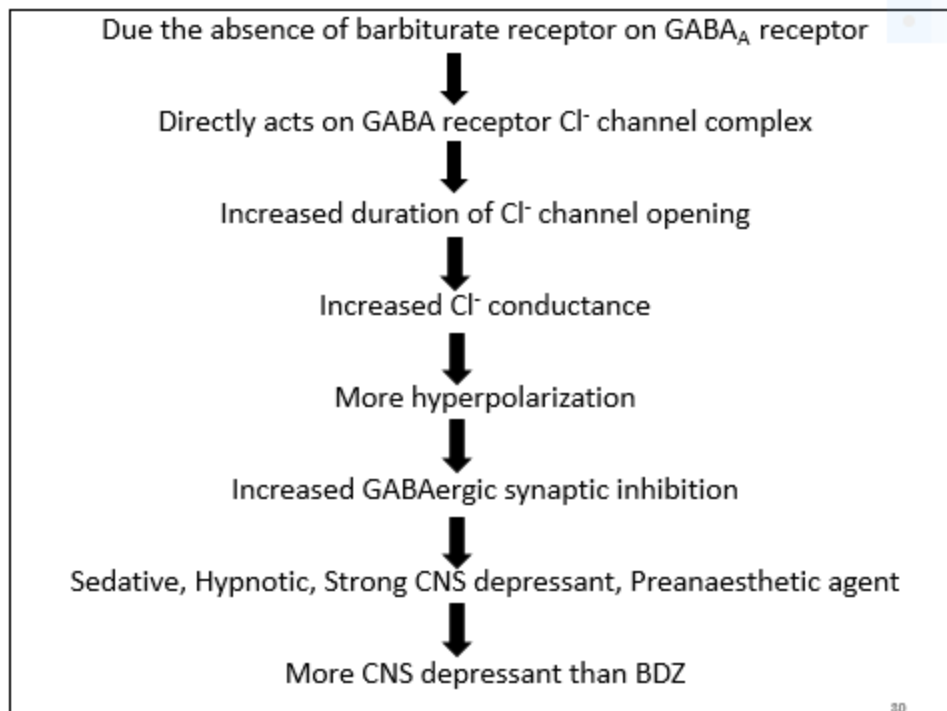 Due the absence of barbiturate receptor on GABA_A receptor
Directly acts on GABA receptor Cl⁻ channel complex
Increased duration of Cl⁻ channel opening
Increased Cl⁻ conductance
More hyperpolarization
Increased GABAergic synaptic inhibition
Sedative, Hypnotic, Strong CNS depressant, Preanaesthetic agent
More CNS depressant than BDZ
30